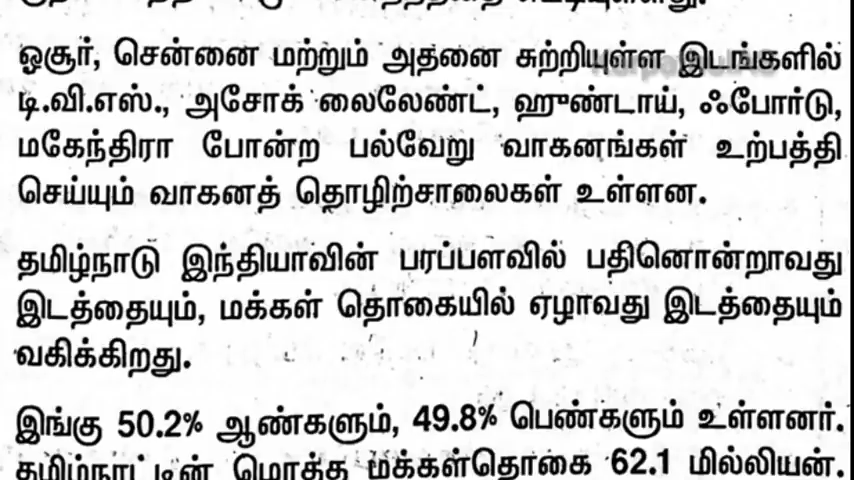 ஓசூர், சென்னை மற்றும் அதனை சுற்றியுள்ள இடங்களில்
டி.வி.எஸ்., அசோக் லைலேண்ட், ஹுண்டாய், ஃபோர்டு,
மகேந்திரா போன்ற பல்வேறு வாகனங்கள் உற்பத்தி
செய்யும் வாகனத் தொழிற்சாலைகள் உள்ளன.
தமிழ்நாடு இந்தியாவின் பரப்பளவில் பதினொன்றாவது
இடத்தையும், மக்கள் தொகையில் ஏழாவது இடத்தையும்
வகிக்கிறது.
இங்கு 50.2% ஆண்களும், 49.8% பெண்களும் உள்ளனர்.
தமிழ்நாட்டின் மொத்த மக்கள்தொகை 62.1 மில்லியன்.